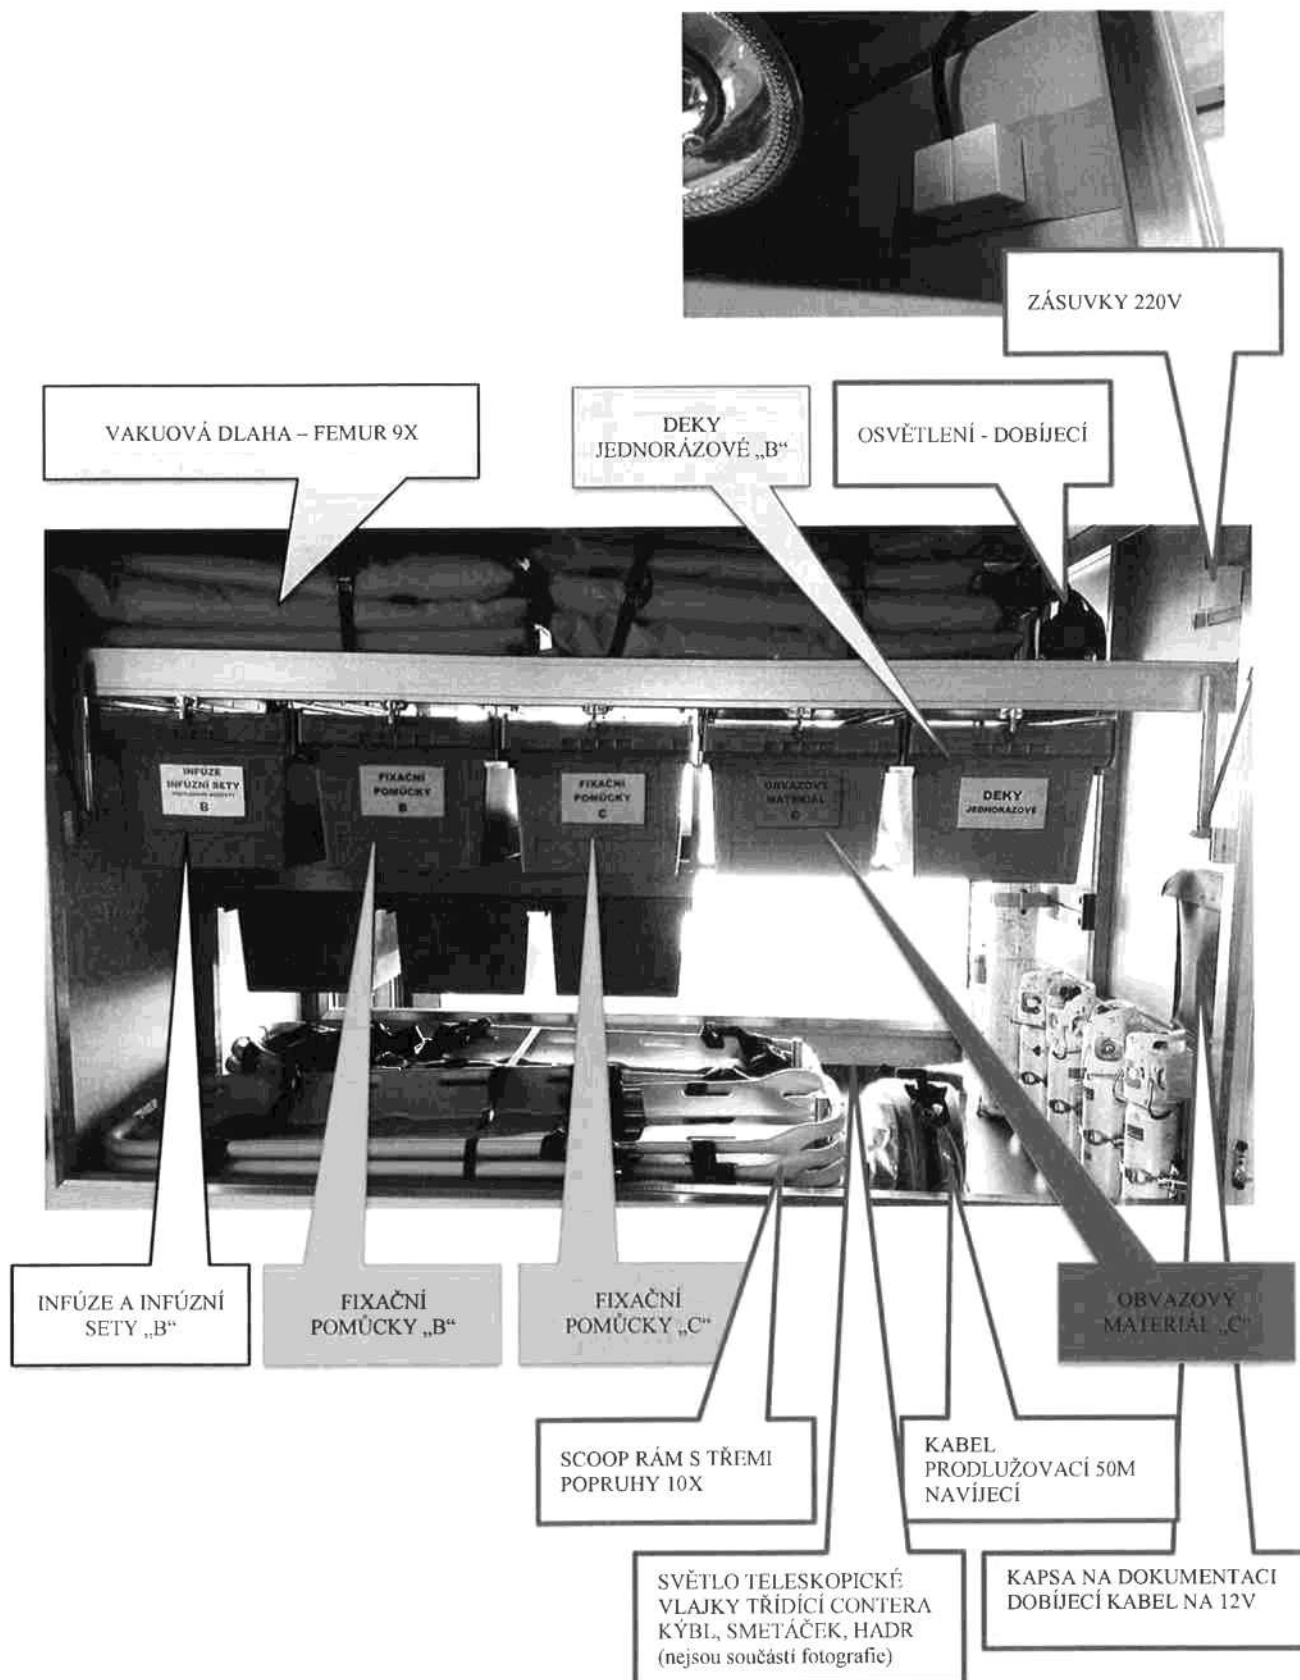 ZÁSUVKY 220V
VAKUOVÁ DLAHA – FEMUR 9X
DEKY
JEDNORÁZOVÉ „B“
OSVĚTLENÍ - DOBÍJECÍ
INFÚZE
INFÚZNÍ SETY
B
FIXAČNÍ
POMŮCKY
B
FIXAČNÍ
POMŮCKY
C
OBVAZOVÝ
MATERIÁL
DEKY
JEDNORÁZOVÉ
INFÚZE A INFÚZNÍ
SETY „B“
FIXAČNÍ
POMŮCKY „B“
FIXAČNÍ
POMŮCKY „C“
OBVAZOVÝ
MATERIÁL „C“
SCOOP RÁM S TŘEMI
POPRUHY 10X
KABEL
PRODLUŽOVACÍ 50M
NAVÍJECÍ
SVĚTLO TELESKOPICKÉ
VLAJKY TŘÍDÍCÍ CONTERA
KÝBL, SMETÁČEK, HADR
(nejsou součástí fotografie)
KAPSA NA DOKUMENTACI
DOBÍJECÍ KABEL NA 12V